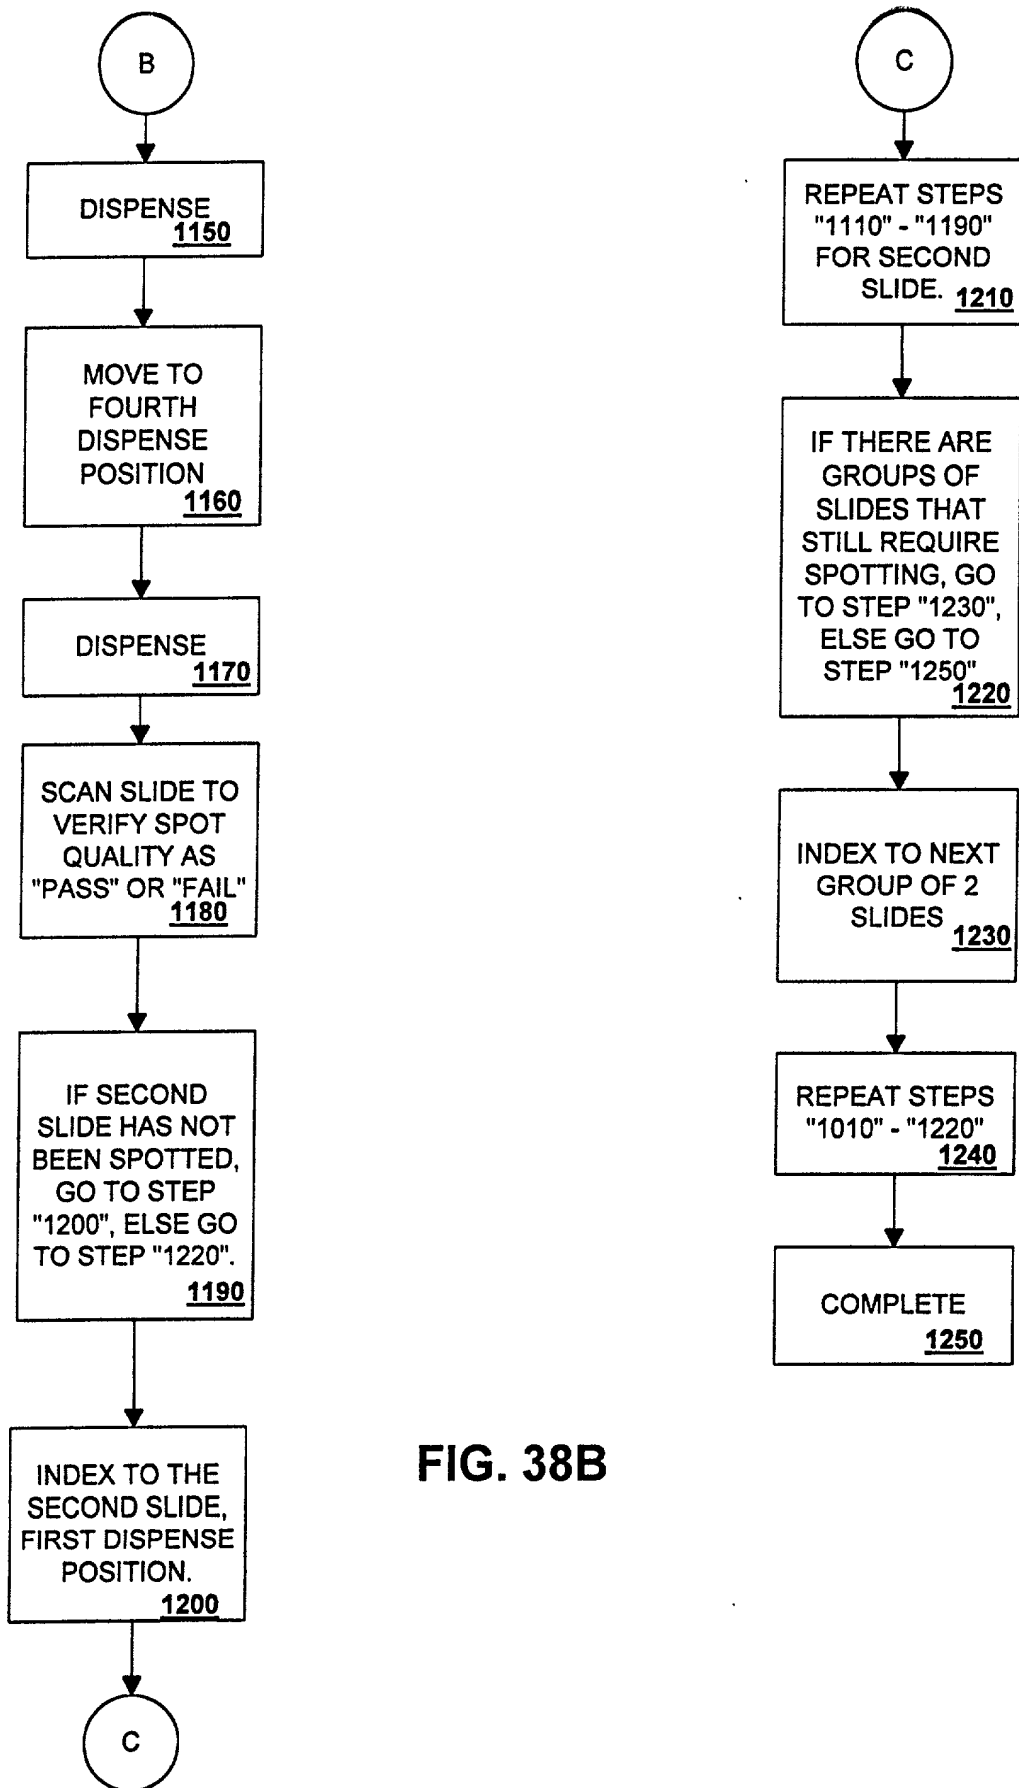 B
DISPENSE
1150
MOVE TO
FOURTH
DISPENSE
POSITION
1160
DISPENSE
1170
SCAN SLIDE TO
VERIFY SPOT
QUALITY AS
"PASS" OR "FAIL"
1180
IF SECOND
SLIDE HAS NOT
BEEN SPOTTED,
GO TO STEP
"1200", ELSE GO
TO STEP "1220".
1190
INDEX TO THE
SECOND SLIDE,
FIRST DISPENSE
POSITION.
1200
C
C
REPEAT STEPS
"1110" - "1190"
FOR SECOND
SLIDE.
1210
IF THERE ARE
GROUPS OF
SLIDES THAT
STILL REQUIRE
SPOTTING, GO
TO STEP "1230",
ELSE GO TO
STEP "1250"
1220
INDEX TO NEXT
GROUP OF 2
SLIDES
1230
REPEAT STEPS
"1010" - "1220"
1240
COMPLETE
1250
FIG. 38B